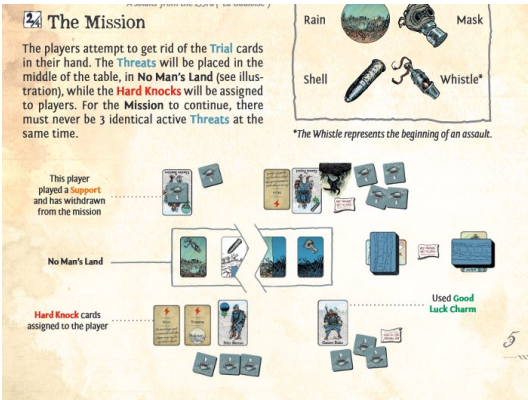 2/4 The Mission
The players attempt to get rid of the Trial cards
in their hand. The Threats will be placed in the
middle of the table, in No Man's Land (see illus-
tration), while the Hard Knocks will be assigned
to players. For the Mission to continue, there
must never be 3 identical active Threats at the
same time.
Rain
Mask
Shell
Whistle*
*The Whistle represents the beginning of an assault.
This player
played a Support
and has withdrawn
from the mission
No Man's Land
Hard Knock cards
assigned to the player
Used Good
Luck Charm
5